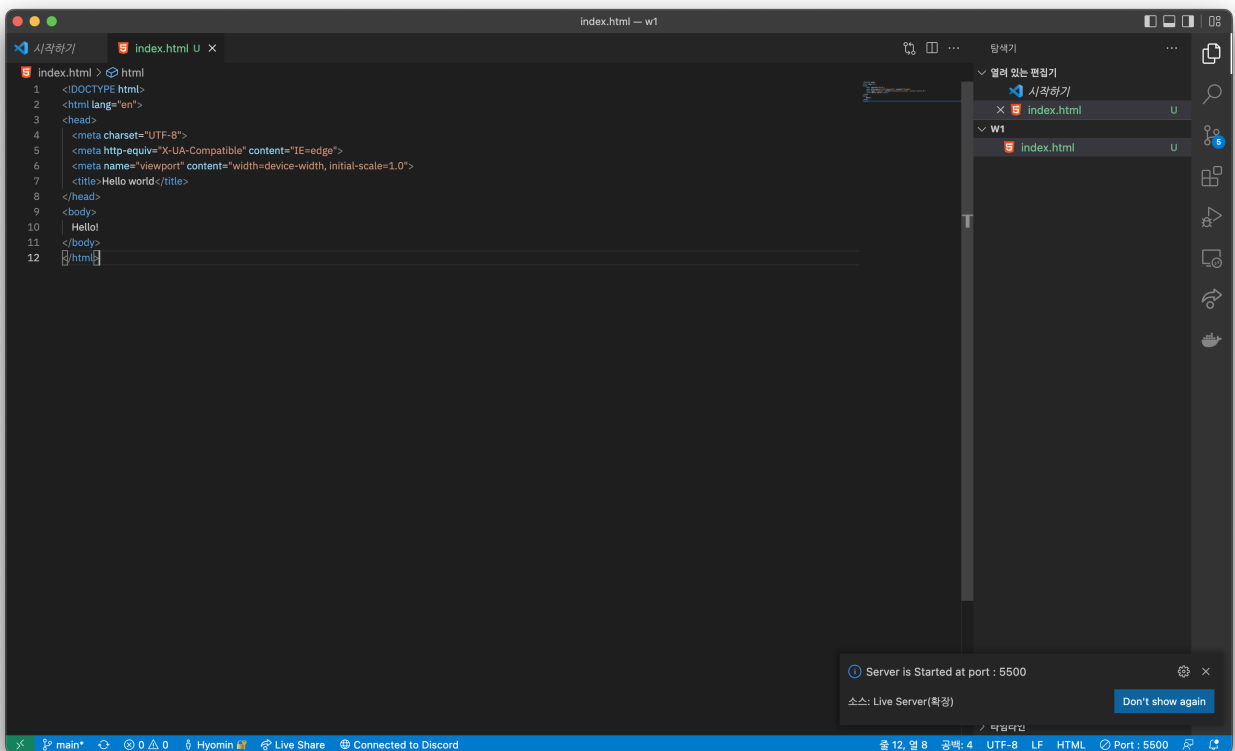 index.html — w1
시작하기
index.html U
index.html > html
1 <!DOCTYPE html>
2 <html lang="en">
3 <head>
4 <meta charset="UTF-8">
5 <meta http-equiv="X-UA-Compatible" content="IE=edge">
6 <meta name="viewport" content="width=device-width, initial-scale=1.0">
7 <title>Hello world</title>
8 </head>
9 <body>
10 Hello!
11 </body>
12 </html>
탐색기
열려 있는 편집기
시작하기
index.html U
W1
index.html U
5
Server is Started at port : 5500
소스: Live Server(확장)
Don't show again
타임라인
main* 0 0 Hyomin Live Share Connected to Discord
줄 12, 열 8 공백: 4 UTF-8 LF HTML Port : 5500